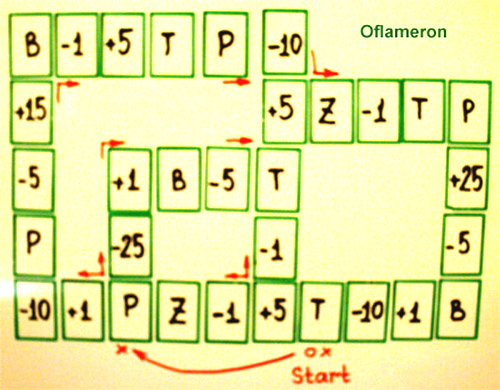 Oflameron
B -1 +5 T P -10
+15 +5 Z -1 T P
-5 +1 B -5 T +25
P -25 -1 -5
-10 +1 P Z -1 +5 T -10 +1 B
x o x
Start